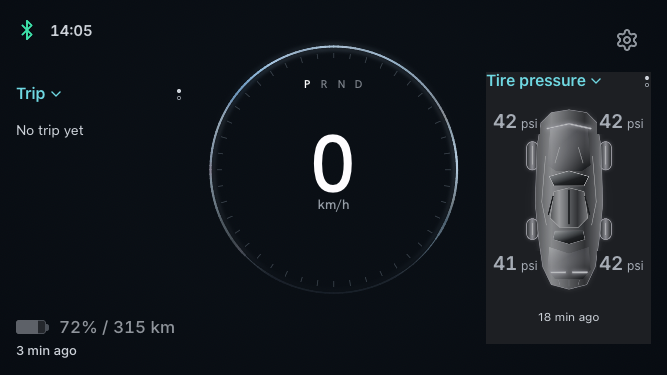 14:05
Trip
No trip yet
P R N D
0
km/h
Tire pressure
42 psi 42 psi
41 psi 42 psi
18 min ago
72% / 315 km
3 min ago